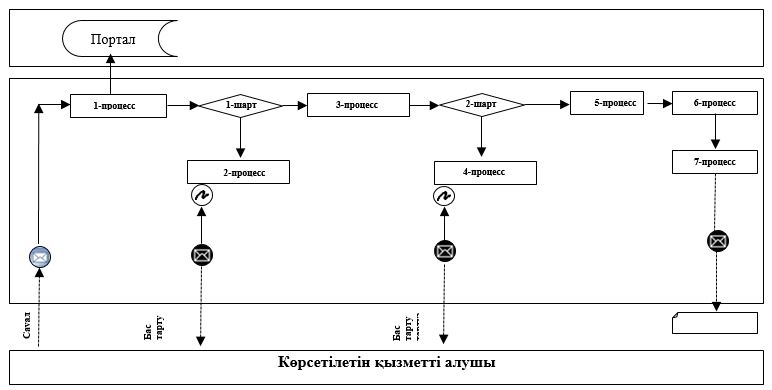 Портал
1-процесс
1-шарт
3-процесс
2-шарт
5-процесс
6-процесс
2-процесс
4-процесс
7-процесс
Сауал
Бас
тарту
Бас
тарту
Көрсетілетін қызметті алушы